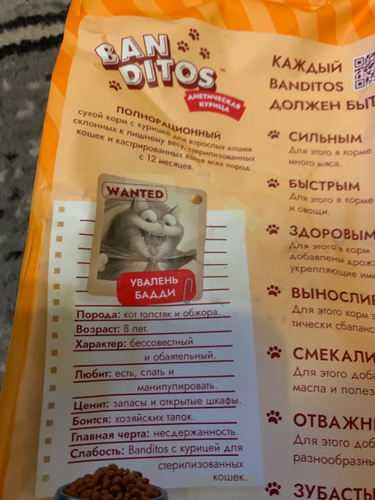 BAN
DITOS
ДИЕТИЧЕСКАЯ
КУРИЦА
ПОЛНОРАЦИОННЫЙ
сухой корм с курицей для взрослых кошек
склонных к лишнему весу, стерилизованных
кошек и кастрированных котов всех пород
с 12 месяцев.
WANTED
УВАЛЕНЬ
БАДДИ
Порода: кот толстяк и обжора.
Возраст: 8 лет.
Характер: бессовестный
и обаятельный.
Любит: есть, спать и
манипулировать.
Ценит: запасы и открытые шкафы.
Боится: хозяйских тапок.
Главная черта: несдержанность.
Слабость: Banditos с курицей для
стерилизованных
кошек.
КАЖДЫЙ
BANDITOS
ДОЛЖЕН БЫТ
СИЛЬНЫМ
Для этого в корме
много мяса.
БЫСТРЫМ
Для этого в корме
и овощи.
ЗДОРОВЫМ
Для этого в корм
добавлены дрож
укрепляющие им
ВЫНОСЛИВ
Для этого корм з
тически сбаланс
СМЕКАЛИ
Для этого доба
масла и полез
ОТВАЖН
Для этого до
разнообразны
ЗУБАСТЫ